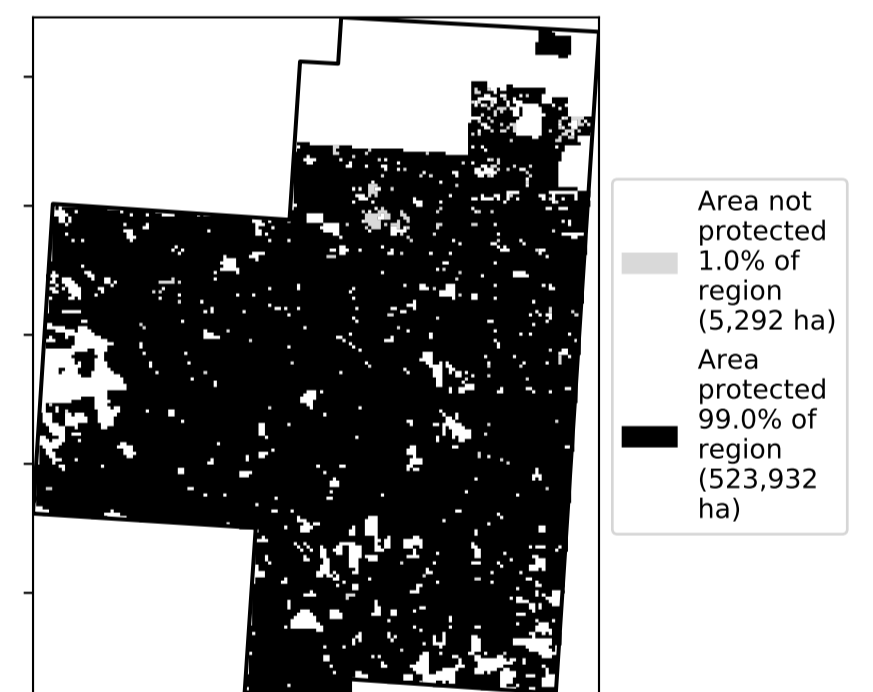 Area not
protected
1.0% of
region
(5,292 ha)
Area
protected
99.0% of
region
(523,932
ha)